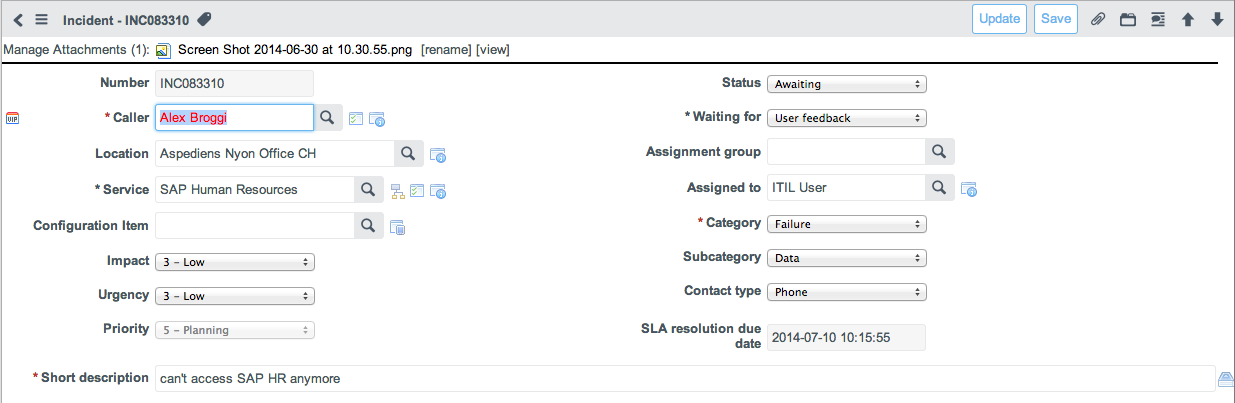 Incident - INC083310
Update
Save
Manage Attachments (1): Screen Shot 2014-06-30 at 10.30.55.png [rename] [view]
Number INC083310
VIP
* Caller Alex Broggi
Location Aspediens Nyon Office CH
* Service SAP Human Resources
Configuration Item
Impact 3 - Low
Urgency 3 - Low
Priority 5 - Planning
Status Awaiting
* Waiting for User feedback
Assignment group
Assigned to ITIL User
* Category Failure
Subcategory Data
Contact type Phone
SLA resolution due
date 2014-07-10 10:15:55
* Short description can't access SAP HR anymore